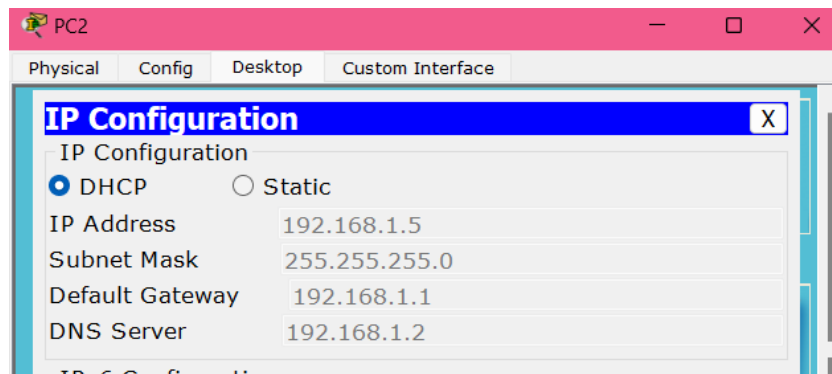 PC2
Physical Config Desktop Custom Interface
IP Configuration X
IP Configuration
DHCP Static
IP Address 192.168.1.5
Subnet Mask 255.255.255.0
Default Gateway 192.168.1.1
DNS Server 192.168.1.2